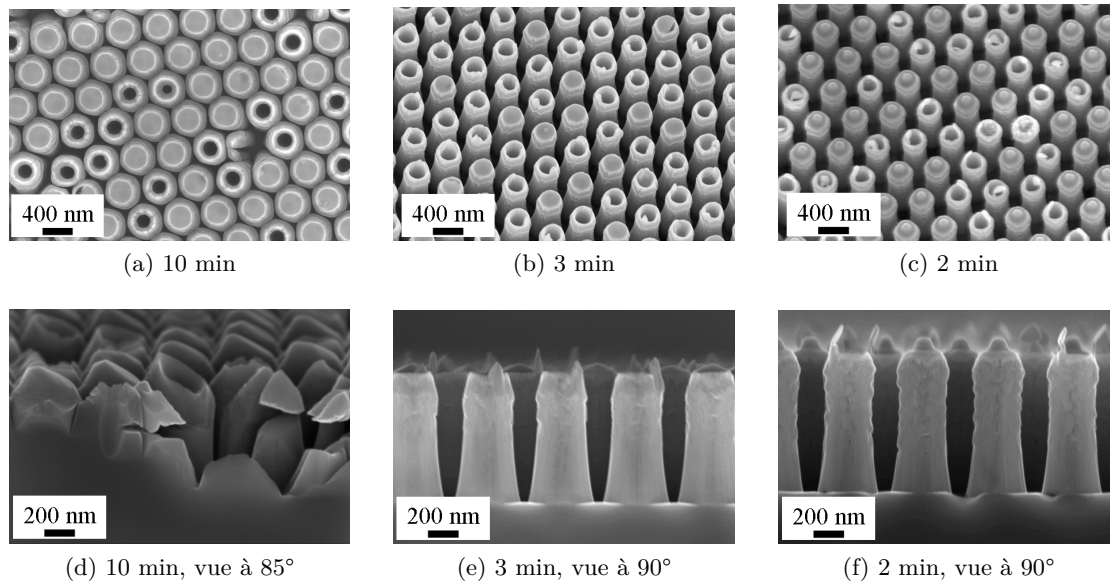 400 nm
400 nm
400 nm
(a) 10 min
(b) 3 min
(c) 2 min
200 nm
200 nm
200 nm
(d) 10 min, vue à 85°
(e) 3 min, vue à 90°
(f) 2 min, vue à 90°